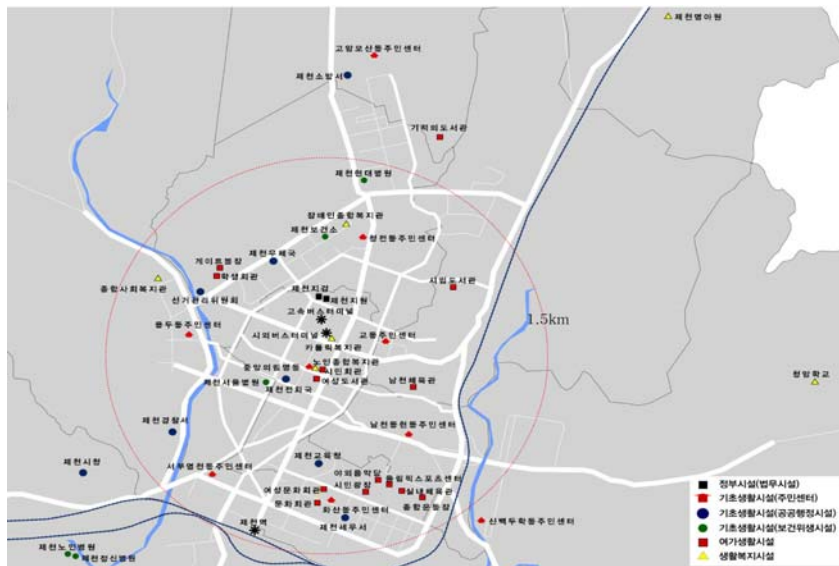 제천명아원
고암모산동주민센터
제천소방서
기적의도서관
제천현대병원
장애인종합복지관
제천보건소
청전동주민센터
제천우체국
게이트볼장
학생회관
종합사회복지관
선거관리위원회
시립도서관
제천지검
제천지원
고속버스터미널
1.5km
용두동주민센터
시외버스터미널
카톨릭복지관
교동주민센터
노인종합복지관
중앙의림명동
시민회관
제천서울병원
여성도서관
제천전화국
남천체육관
청암학교
제천경찰서
남천동현동주민센터
제천시청
서부영천동주민센터
제천교육청
야외음악당
올림픽스포츠센터
여성문화회관
시민광장
실내체육관
문화회관
종합운동장
화산동주민센터
제천역
제천세무서
신백두학동주민센터
제천노인병원
제천정신병원
정부시설(법무시설)
기초생활시설(주민센터)
기초생활시설(공공행정시설)
기초생활시설(보건위생시설)
여가생활시설
생활복지시설